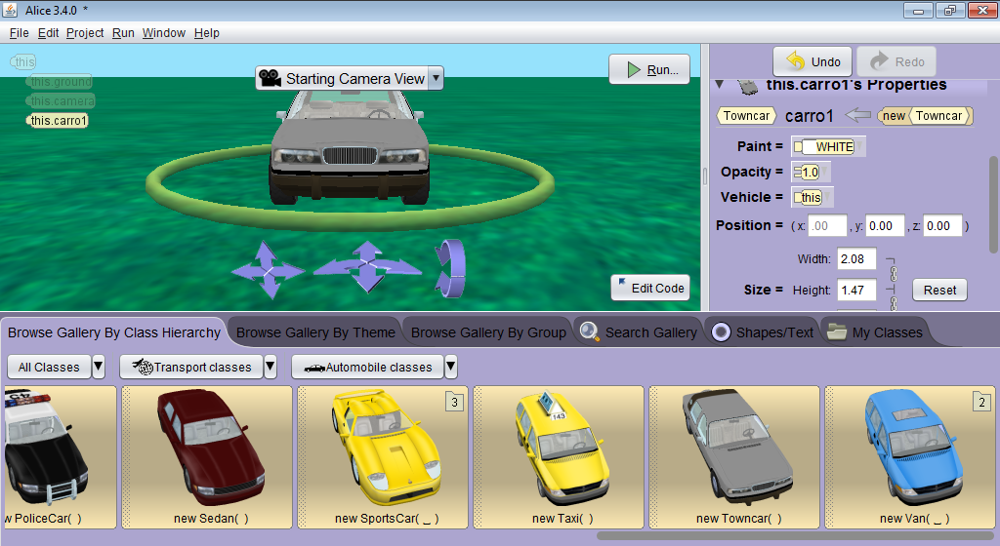 Alice 3.4.0 *
File Edit Project Run Window Help
this
this.ground
this.camera
this.carro1
Starting Camera View
Run...
Undo
Redo
this.carro1's Properties
Towncar carro1 new Towncar
Paint = WHITE
Opacity = 1.0
Vehicle = this
Position = ( x: .00 , y: 0.00 , z: 0.00 )
Width: 2.08
Size = Height: 1.47 Reset
Edit Code
Browse Gallery By Class Hierarchy
Browse Gallery By Theme
Browse Gallery By Group
Search Gallery
Shapes/Text
My Classes
All Classes
Transport classes
Automobile classes
3
143
2
w PoliceCar( )
new Sedan( )
new SportsCar( _ )
new Taxi( )
new Towncar( )
new Van( _ )